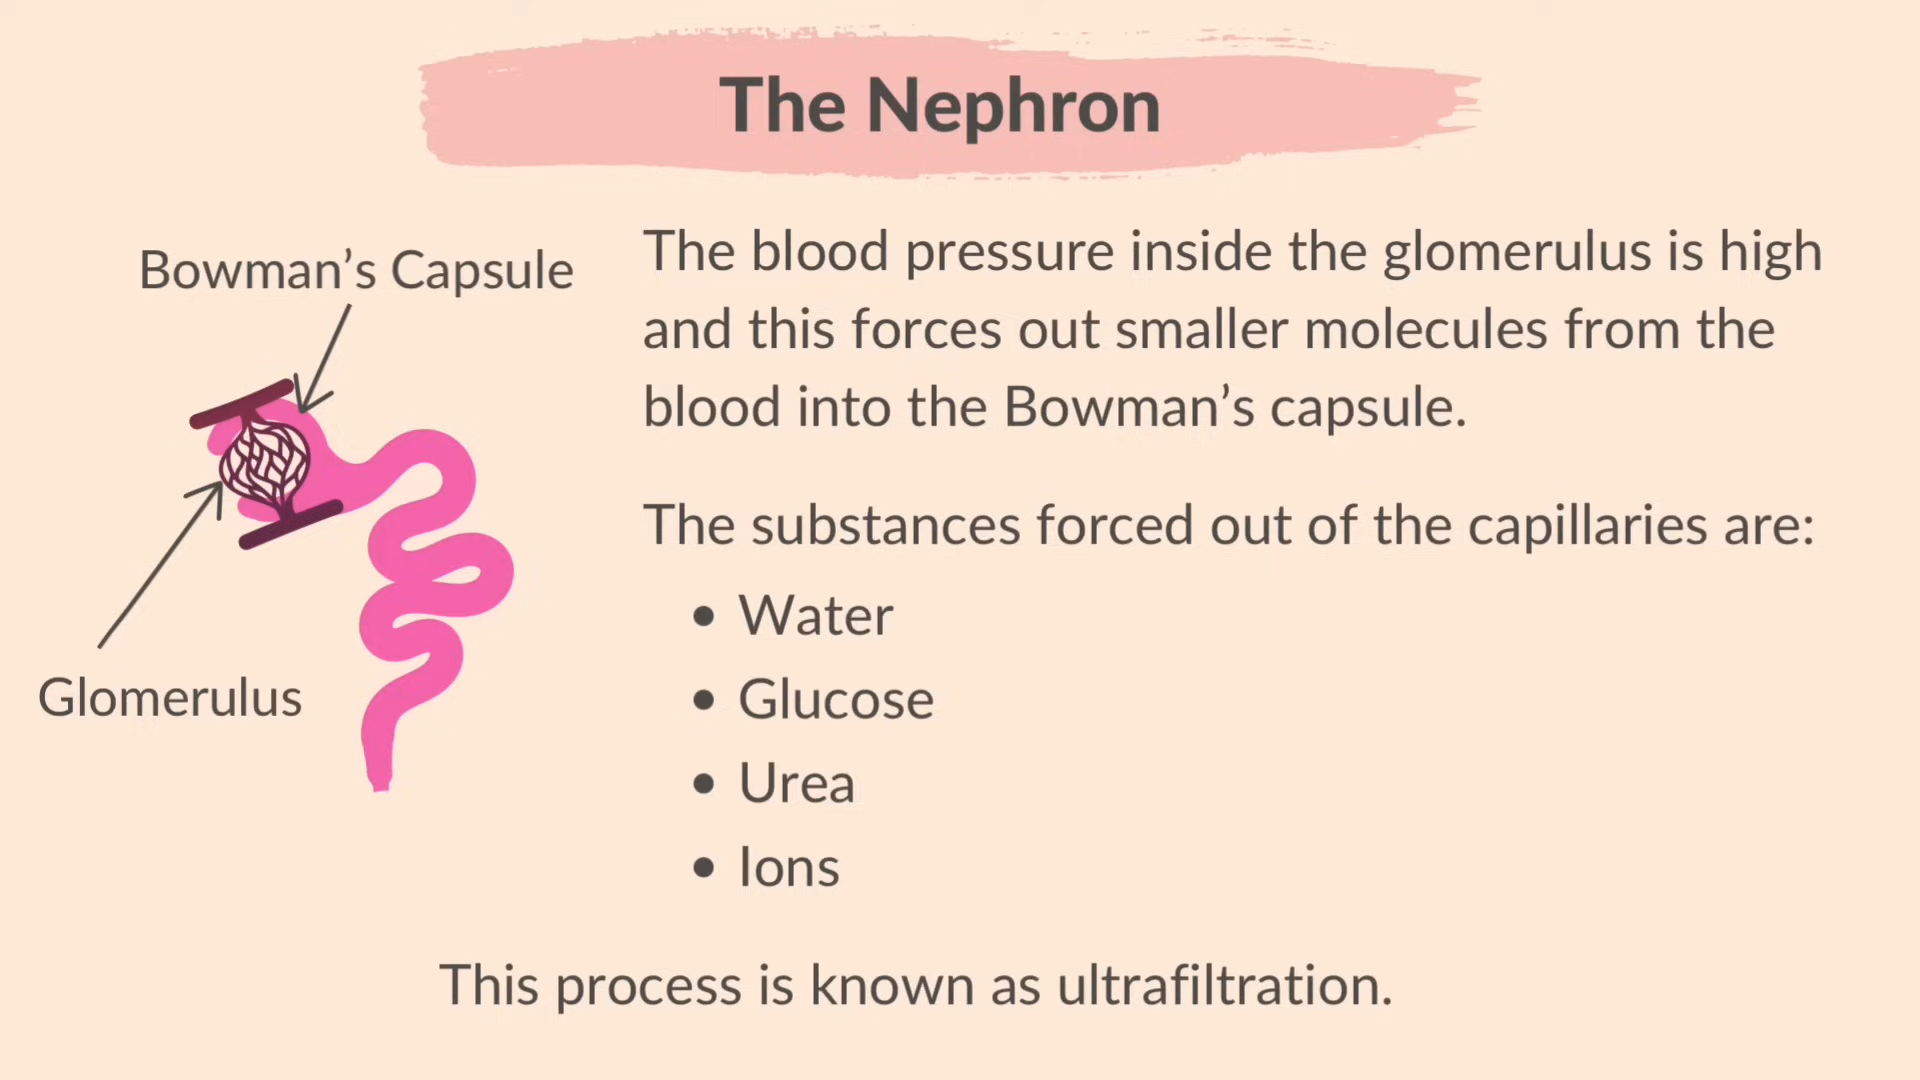 The Nephron
Bowman’s Capsule
Glomerulus
The blood pressure inside the glomerulus is high
and this forces out smaller molecules from the
blood into the Bowman’s capsule.
The substances forced out of the capillaries are:
• Water
• Glucose
• Urea
• Ions
This process is known as ultrafiltration.